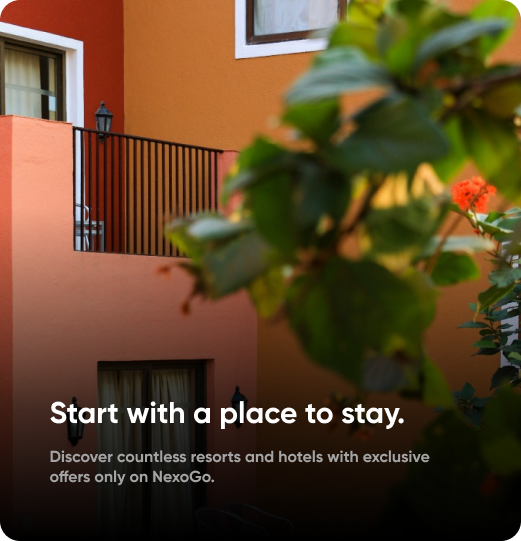 Start with a place to stay.
Discover countless resorts and hotels with exclusive
offers only on NexoGo.